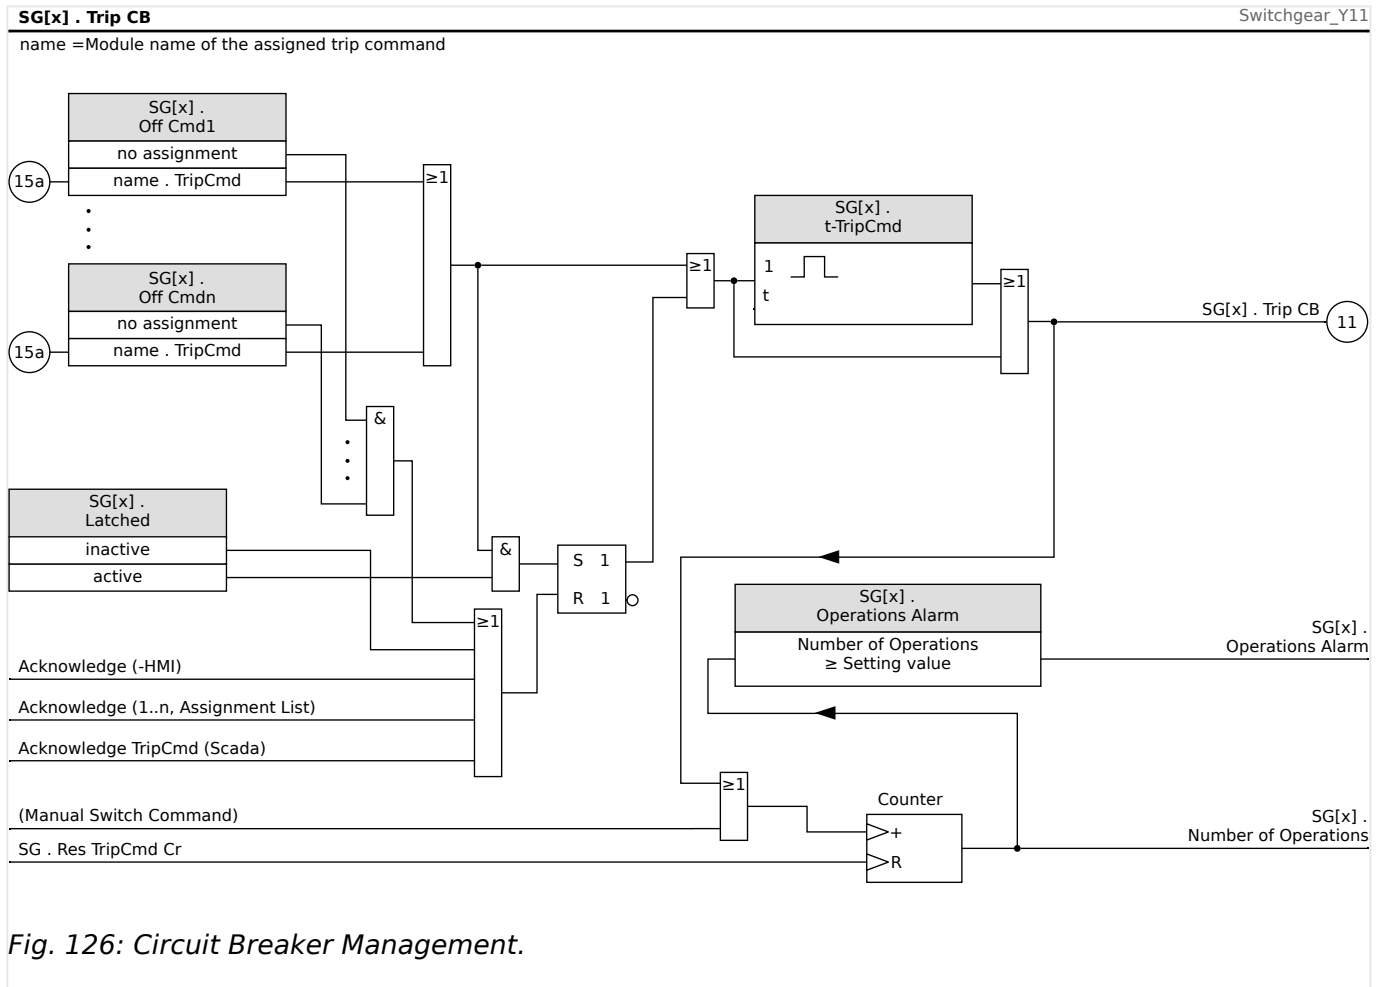 SG[x] . Trip CB
Switchgear_Y11
name =Module name of the assigned trip command
SG[x] .
Off Cmd1
no assignment
15a
name . TripCmd
≥1
SG[x] .
Off Cmdn
no assignment
15a
name . TripCmd
≥1
SG[x] .
t-TripCmd
1
t
≥1
SG[x] . Trip CB
11
&
SG[x] .
Latched
inactive
active
&
S 1
R 1
≥1
Acknowledge (-HMI)
Acknowledge (1..n, Assignment List)
Acknowledge TripCmd (Scada)
SG[x] .
Operations Alarm
Number of Operations
≥ Setting value
SG[x] .
Operations Alarm
≥1
(Manual Switch Command)
SG . Res TripCmd Cr
Counter
+
R
SG[x] .
Number of Operations
Fig. 126: Circuit Breaker Management.